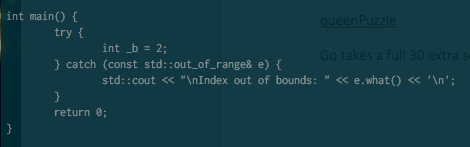 int main() {
        try {
                int _b = 2;
        } catch (const std::out_of_range& e) {
                std::cout << "\nIndex out of bounds: " << e.what() << '\n';
        }
        return 0;
}
queenPuzzle
Go takes a full 30 extra s